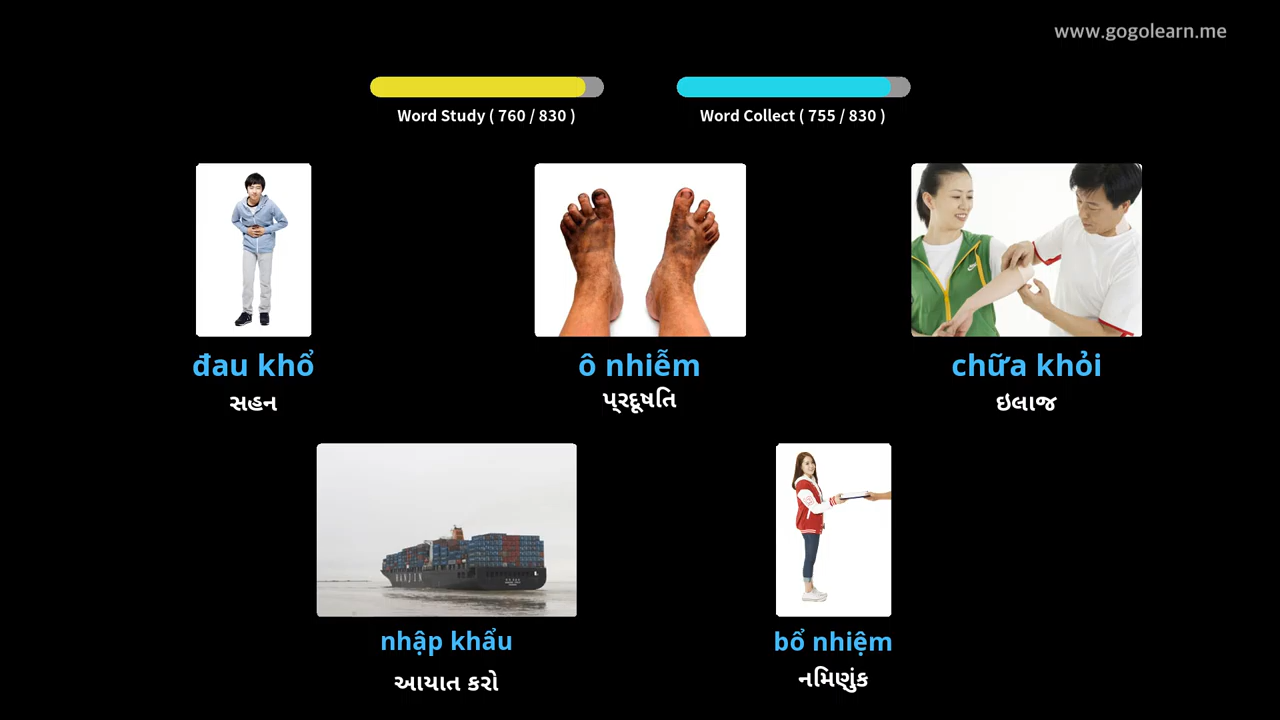 www.gogolearn.me
Word Study ( 760 / 830 )
Word Collect ( 755 / 830 )
đau khổ
ô nhiễm
chữa khỏi
સહન
પ્રદૂષતિ
ઇલાજ
HANJIN
nhập khẩu
bổ nhiệm
આયાત કરો
નમિણુંક